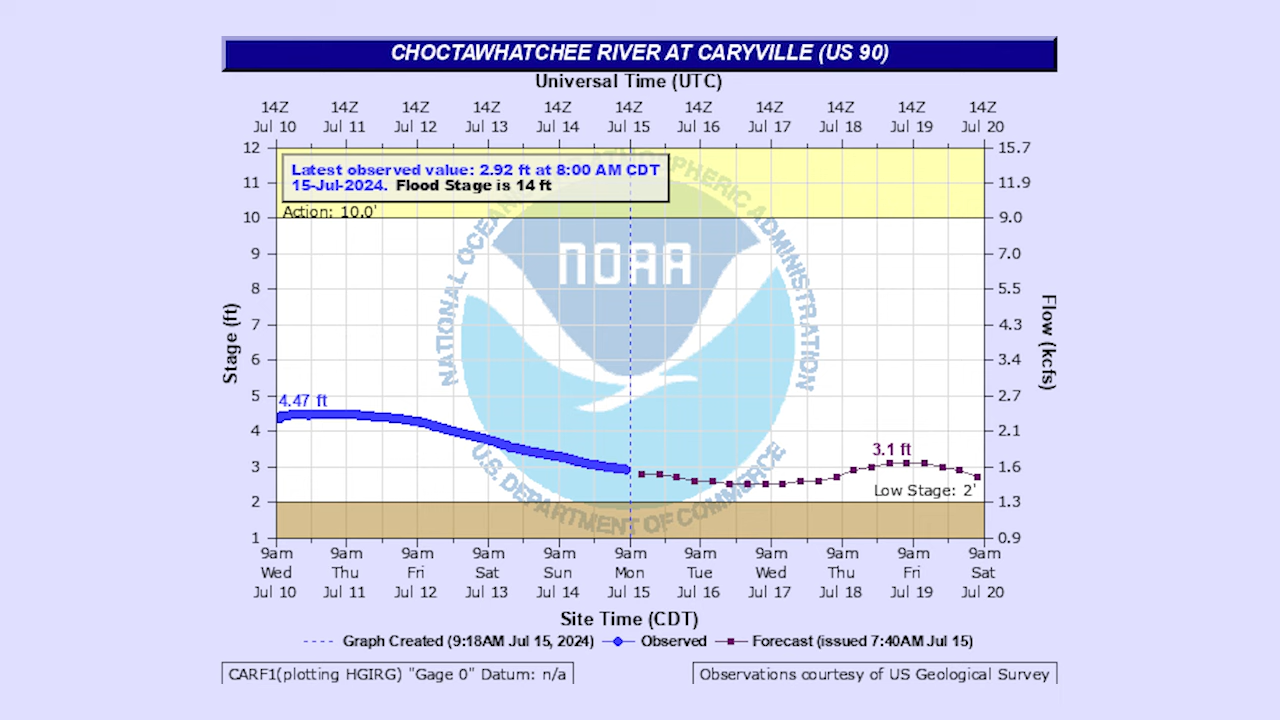 CHOCTAWHATCHEE RIVER AT CARYVILLE (US 90)
Universal Time (UTC)
14Z 14Z 14Z 14Z 14Z 14Z 14Z 14Z 14Z 14Z 14Z
Jul 10 Jul 11 Jul 12 Jul 13 Jul 14 Jul 15 Jul 16 Jul 17 Jul 18 Jul 19 Jul 20
12 15.7
Latest observed value: 2.92 ft at 8:00 AM CDT
11 11.9
15-Jul-2024. Flood Stage is 14 ft
Action: 10.0'
10 9.0
9 7.0
NOAA
NATIONAL OCEANIC AND ATMOSPHERIC ADMINISTRATION
8 5.5
7 4.3
Stage (ft)
Flow (kcfs)
6 3.4
5 2.7
4.47 ft
4 2.1
3.1 ft
3 1.6
Low Stage: 2'
U.S. DEPARTMENT OF COMMERCE
2 1.3
1 0.9
9am 9am 9am 9am 9am 9am 9am 9am 9am 9am 9am
Wed Thu Fri Sat Sun Mon Tue Wed Thu Fri Sat
Jul 10 Jul 11 Jul 12 Jul 13 Jul 14 Jul 15 Jul 16 Jul 17 Jul 18 Jul 19 Jul 20
Site Time (CDT)
Graph Created (9:18AM Jul 15, 2024) Observed Forecast (issued 7:40AM Jul 15)
CARF1(plotting HGIRG) "Gage 0" Datum: n/a
Observations courtesy of US Geological Survey